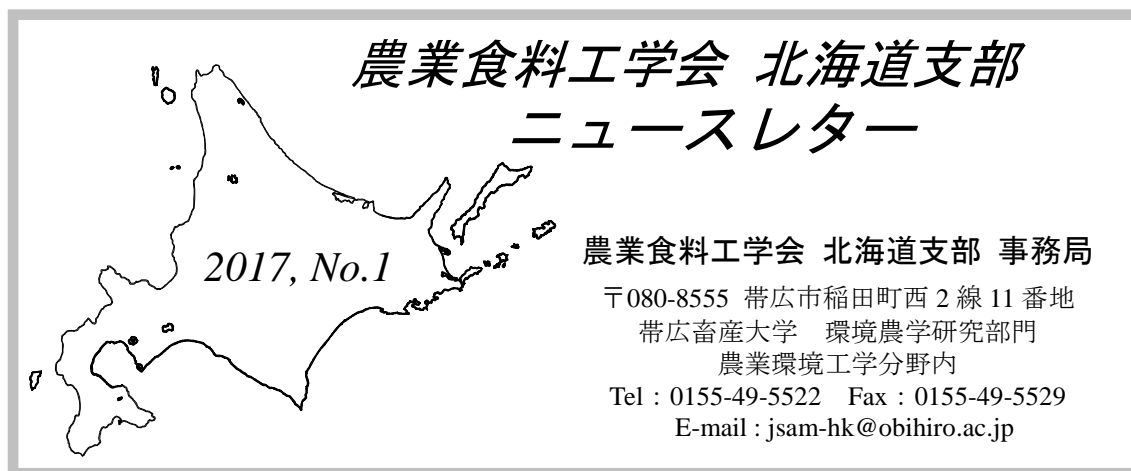 農業食料工学会 北海道支部
ニュースレター
2017, No.1
農業食料工学会 北海道支部 事務局
〒080-8555 帯広市稲田町西 2 線 11 番地
帯広畜産大学　環境農学研究部門
農業環境工学分野内
Tel：0155-49-5522　Fax：0155-49-5529
E-mail : jsam-hk@obihiro.ac.jp